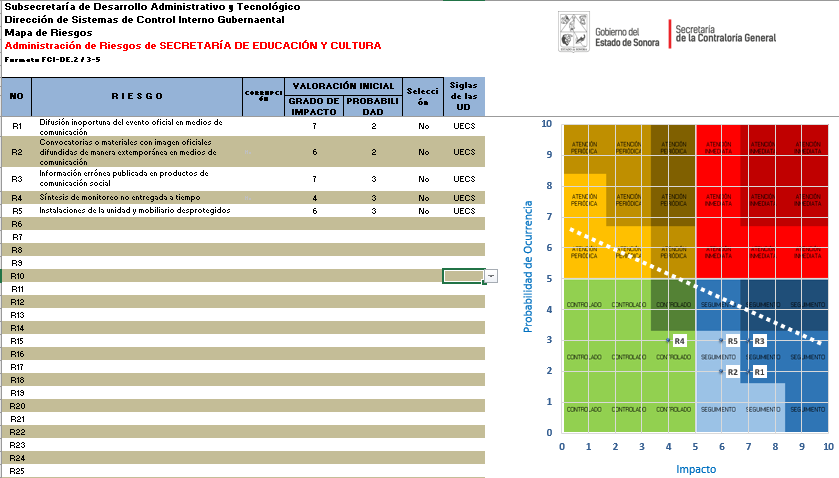 Subsecretaría de Desarrollo Administrativo y Tecnológico
Dirección de Sistemas de Control Interno Gubernaental
Mapa de Riesgos
Administración de Riesgos de SECRETARÍA DE EDUCACIÓN Y CULTURA
Formato FCI-DE.2 / 3-5
Gobierno del
Estado de Sonora
Secretaría
de la Contraloría General
NO
RIESGO
CORRUPCI
ÓN
VALORACIÓN INICIAL
GRADO DE
IMPACTO
PROBABILI
DAD
Selecci
ón
Siglas
de las
UD
R1 Difusión inoportuna del evento oficial en medios de
comunicación 7 2 No UECS
R2 Convocatorias o materiales con imagen oficiales
difundidas de manera extemporánea en medios de
comunicación 6 2 No UECS
R3 Información errónea publicada en productos de
comunicación social 7 3 No UECS
R4 Síntesis de monitoreo no entregada a tiempo 4 3 No UECS
R5 Instalaciones de la unidad y mobiliario desprotegidos 6 3 No UECS
R6
R7
R8
R9
R10
R11
R12
R13
R14
R15
R16
R17
R18
R19
R20
R21
R22
R23
R24
R25
Probabilidad de Ocurrencia
10
9
8
7
6
5
4
3
2
1
0
ATENCIÓN PERIÓDICA ATENCIÓN PERIÓDICA ATENCIÓN PERIÓDICA ATENCIÓN INMEDIATA ATENCIÓN INMEDIATA ATENCIÓN INMEDIATA
ATENCIÓN PERIÓDICA ATENCIÓN PERIÓDICA ATENCIÓN PERIÓDICA ATENCIÓN INMEDIATA ATENCIÓN INMEDIATA ATENCIÓN INMEDIATA
ATENCIÓN PERIÓDICA ATENCIÓN PERIÓDICA ATENCIÓN PERIÓDICA ATENCIÓN INMEDIATA ATENCIÓN INMEDIATA ATENCIÓN INMEDIATA
CONTROLADO CONTROLADO CONTROLADO SEGUIMIENTO SEGUIMIENTO SEGUIMIENTO
R4 R5 R3
CONTROLADO CONTROLADO CONTROLADO SEGUIMIENTO SEGUIMIENTO SEGUIMIENTO
R2 R1
CONTROLADO CONTROLADO CONTROLADO SEGUIMIENTO SEGUIMIENTO SEGUIMIENTO
0 1 2 3 4 5 6 7 8 9 10
Impacto